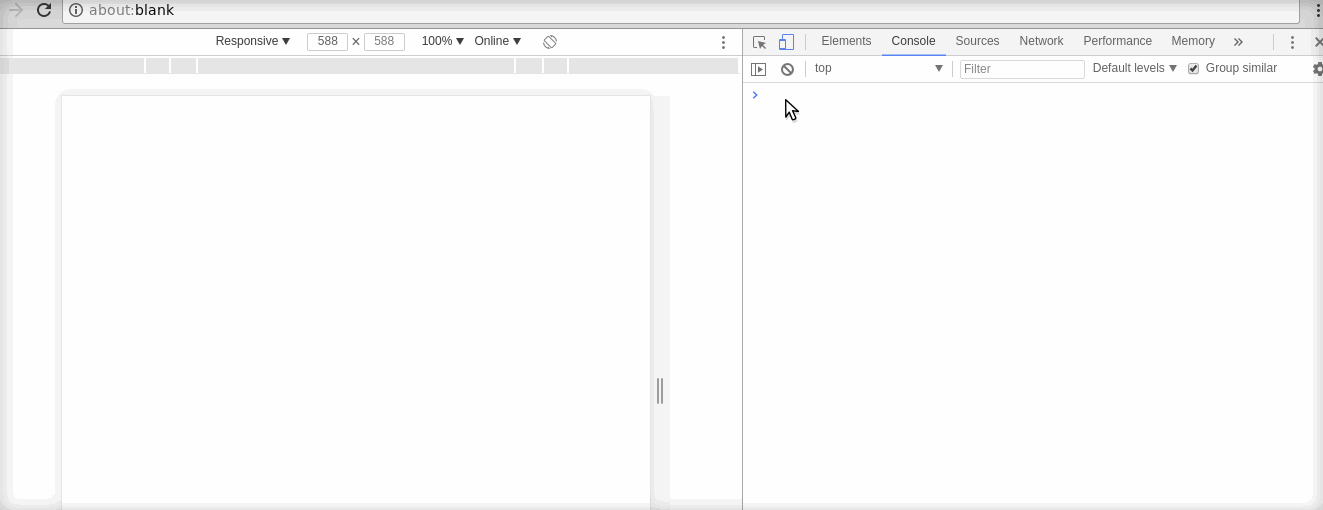 about:blank
Responsive 588 × 588 100% Online
Elements Console Sources Network Performance Memory »
top Filter Default levels Group similar